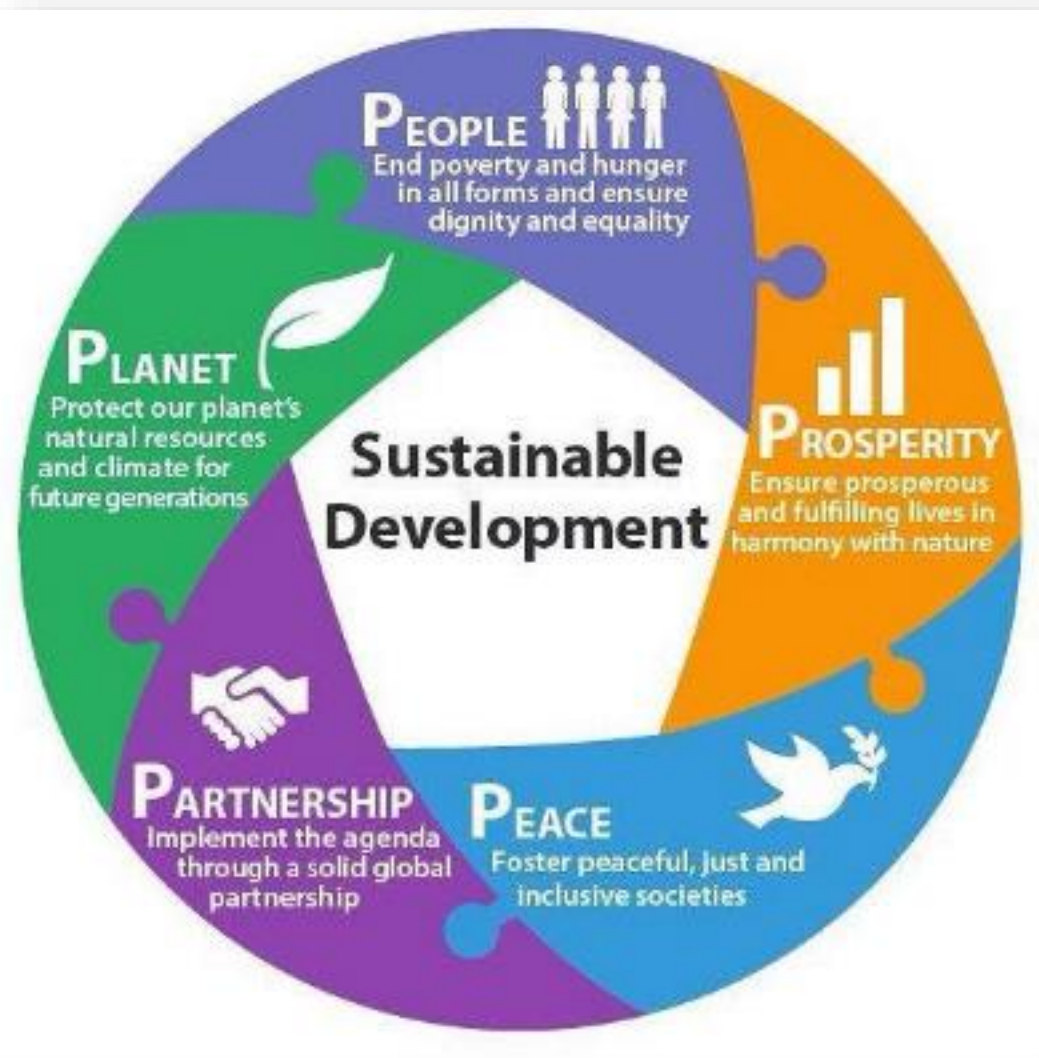 PEOPLE
End poverty and hunger
in all forms and ensure
dignity and equality
PROSPERITY
Ensure prosperous
and fulfilling lives in
harmony with nature
PEACE
Foster peaceful, just and
inclusive societies
PARTNERSHIP
Implement the agenda
through a solid global
partnership
PLANET
Protect our planet's
natural resources
and climate for
future generations
Sustainable
Development